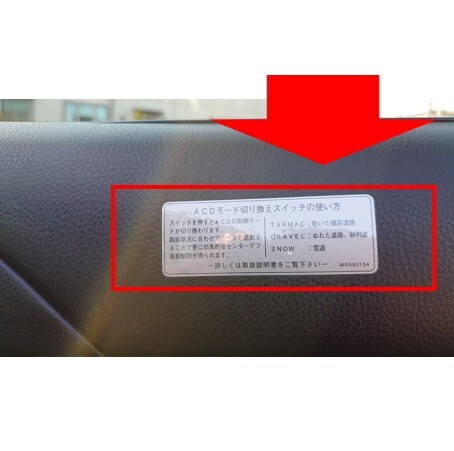 ACDモード切り換えスイッチの使い方
スイッチを押すとACDの制御モー
ドが切り換わります。
路面状況に合わせて
ことで更に効果的なセンターデフ
差動制限が得られます。
TARMAC:乾いた舗装道路
GRAVEL:ぬれた道路、砂利道
SNOW :雪道
ー詳しくは取扱説明書をご覧下さいー
MR580134